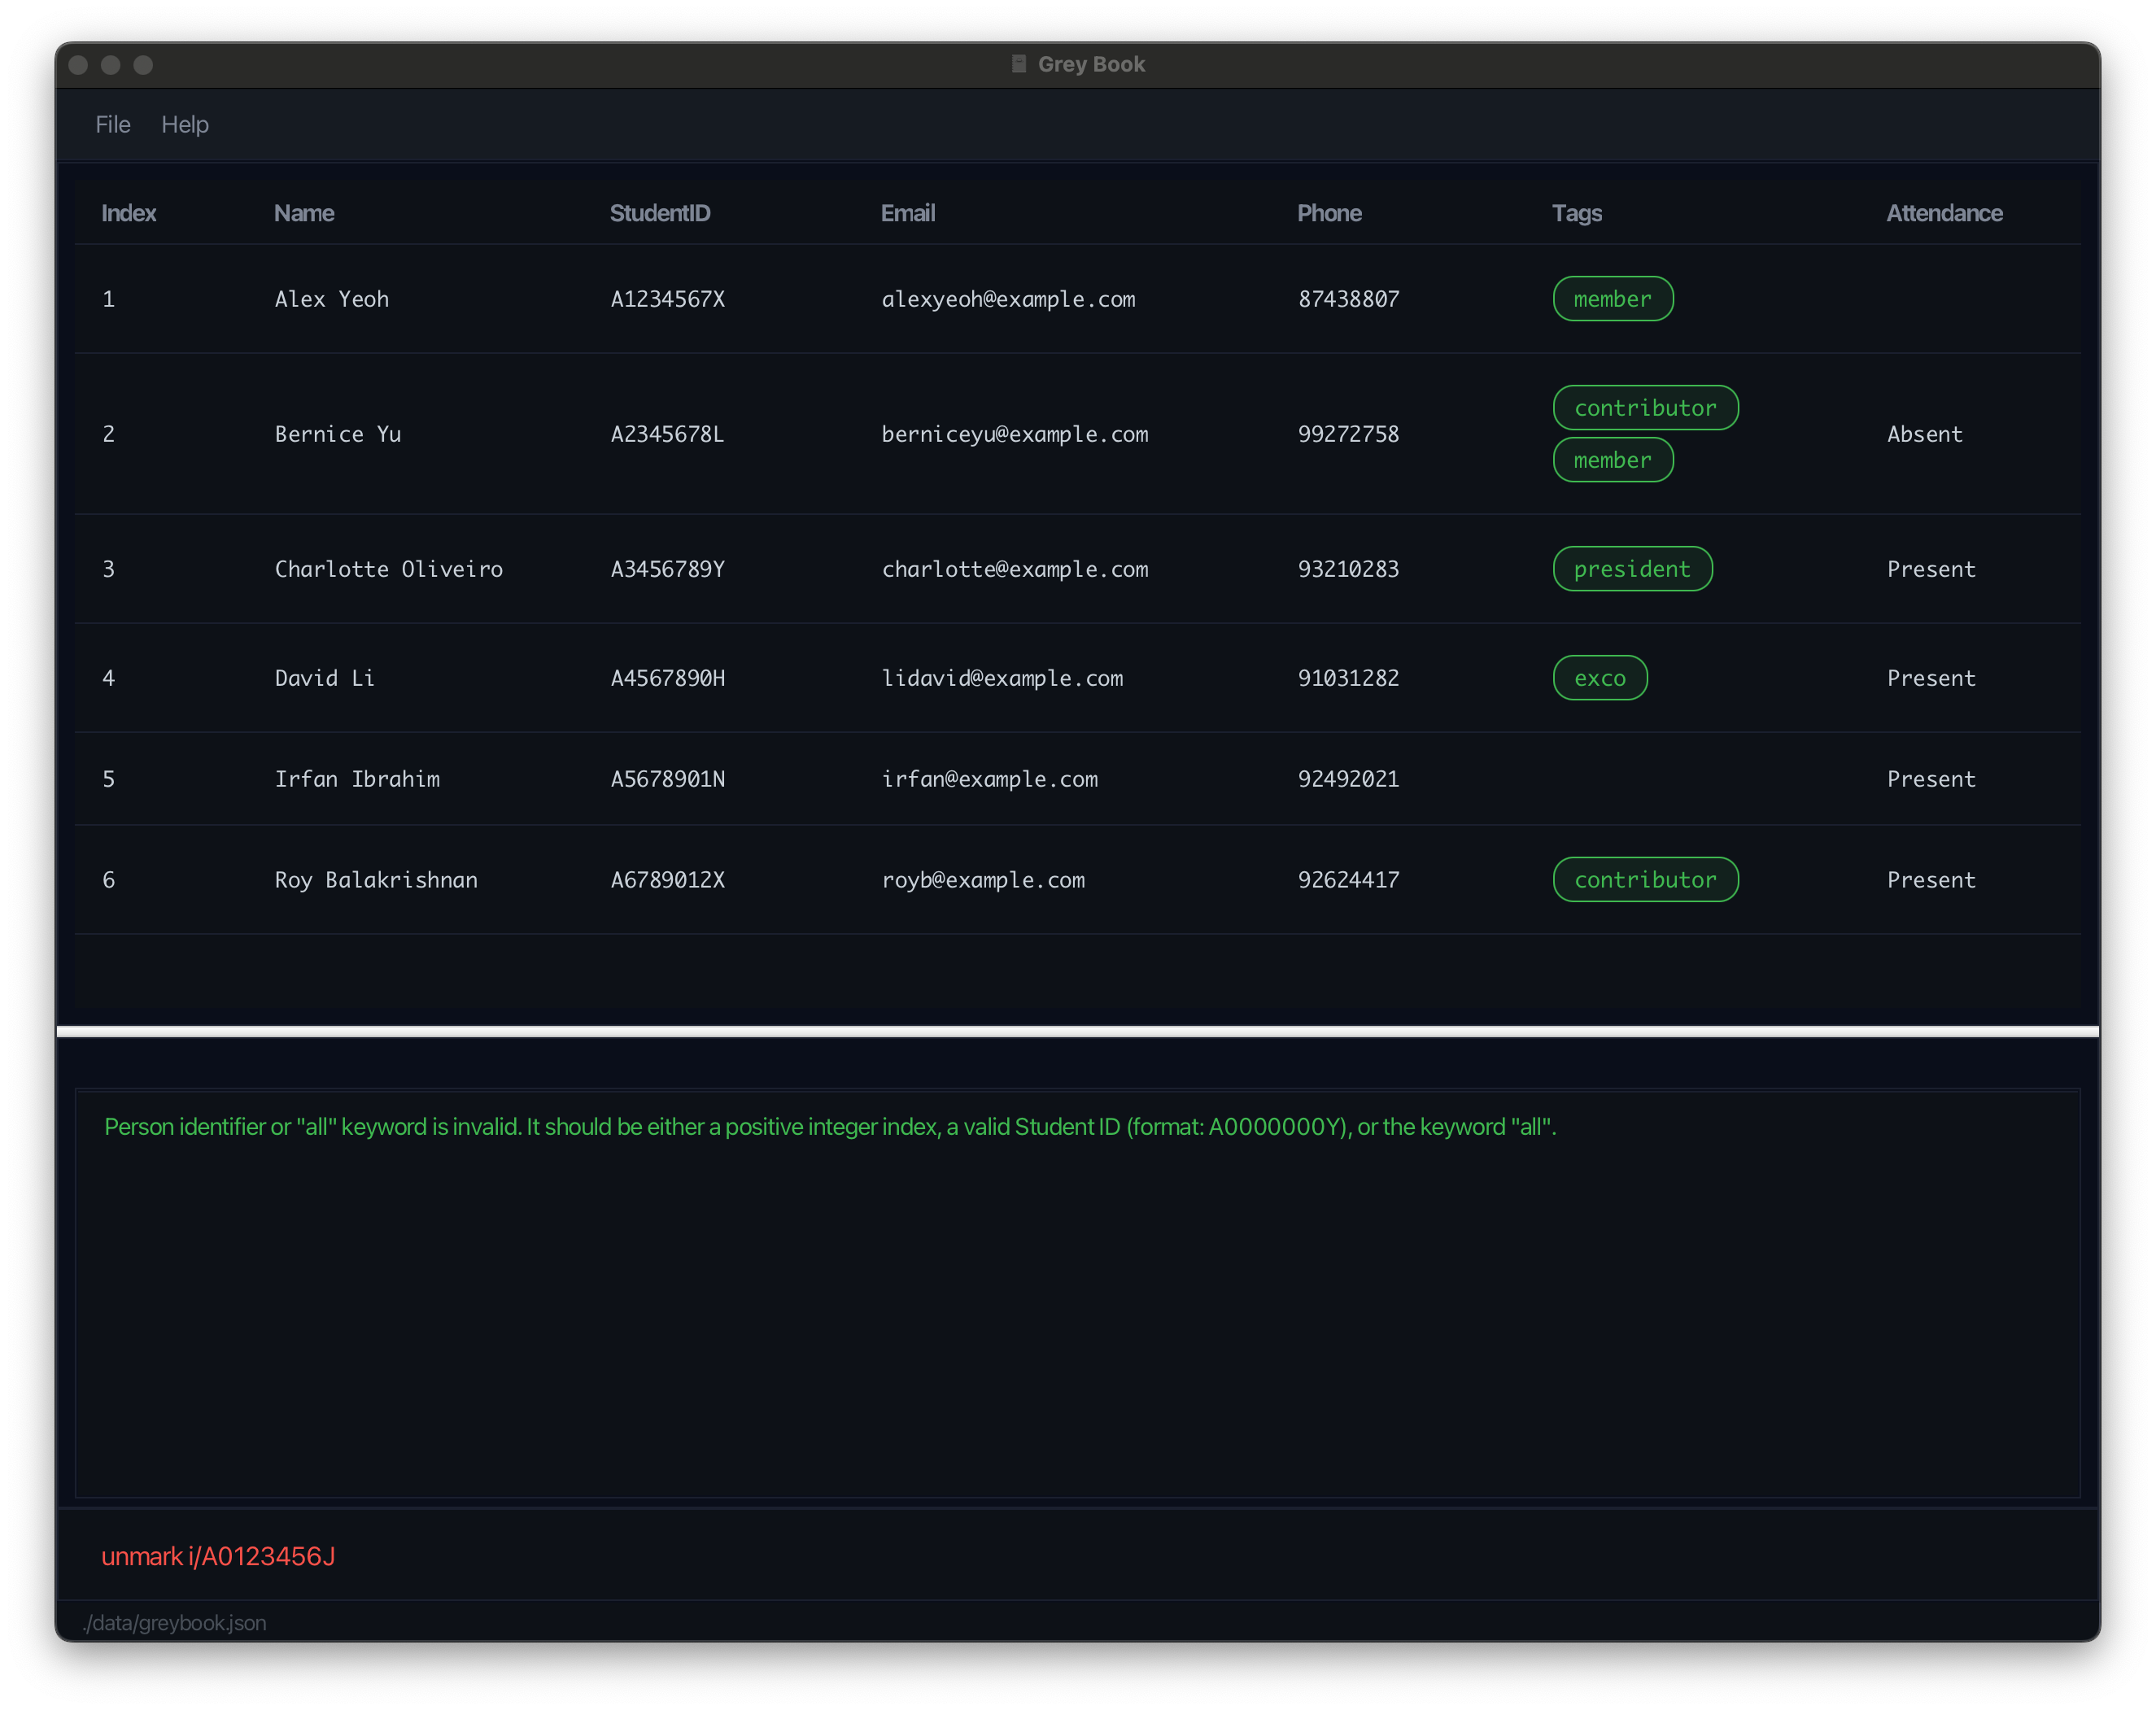 Grey Book
File Help
Index Name StudentID Email Phone Tags Attendance
1 Alex Yeoh A1234567X alexyeoh@example.com 87438807 member
2 Bernice Yu A2345678L berniceyu@example.com 99272758 contributor member Absent
3 Charlotte Oliveiro A3456789Y charlotte@example.com 93210283 president Present
4 David Li A4567890H lidavid@example.com 91031282 exco Present
5 Irfan Ibrahim A5678901N irfan@example.com 92492021 Present
6 Roy Balakrishnan A6789012X royb@example.com 92624417 contributor Present
Person identifier or "all" keyword is invalid. It should be either a positive integer index, a valid Student ID (format: A0000000Y), or the keyword "all".
unmark i/A0123456J
./data/greybook.json